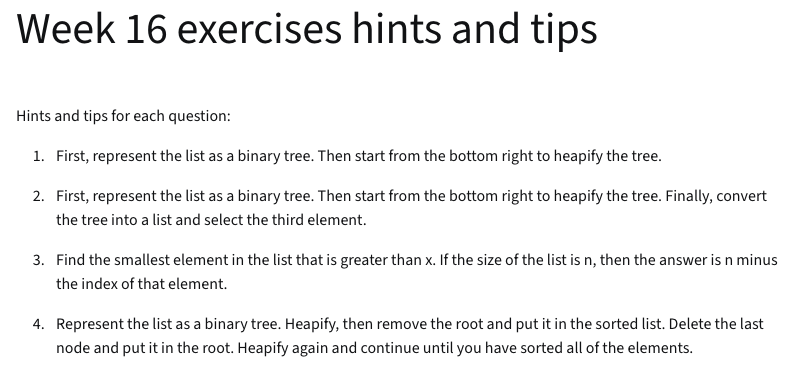 Week 16 exercises hints and tips
Hints and tips for each question:
1. First, represent the list as a binary tree. Then start from the bottom right to heapify the tree.
2. First, represent the list as a binary tree. Then start from the bottom right to heapify the tree. Finally, convert
the tree into a list and select the third element.
3. Find the smallest element in the list that is greater than x. If the size of the list is n, then the answer is n minus
the index of that element.
4. Represent the list as a binary tree. Heapify, then remove the root and put it in the sorted list. Delete the last
node and put it in the root. Heapify again and continue until you have sorted all of the elements.